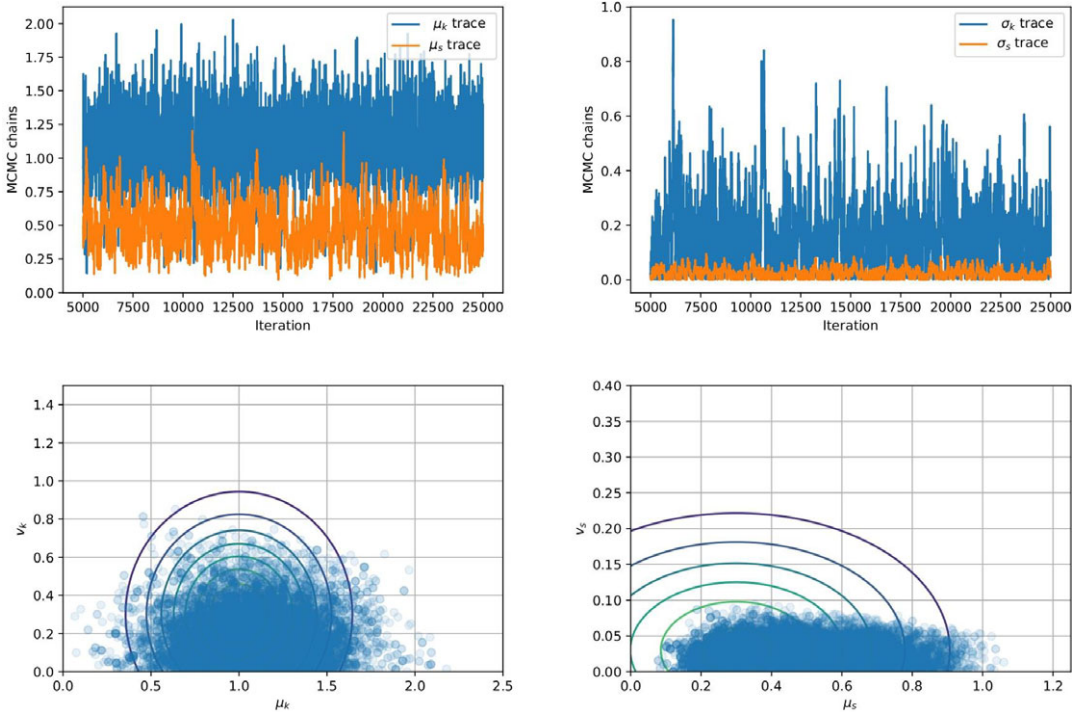 μk trace
μs trace
2.00
1.75
1.50
1.25
1.00
0.75
0.50
0.25
0.00
MCMC chains
5000 7500 10000 12500 15000 17500 20000 22500 25000
Iteration
σk trace
σs trace
1.0
0.8
0.6
0.4
0.2
0.0
MCMC chains
5000 7500 10000 12500 15000 17500 20000 22500 25000
Iteration
1.4
1.2
1.0
0.8
0.6
0.4
0.2
0.0
vk
0.0 0.5 1.0 1.5 2.0 2.5
μk
0.40
0.35
0.30
0.25
0.20
0.15
0.10
0.05
0.00
vs
0.0 0.2 0.4 0.6 0.8 1.0 1.2
μs